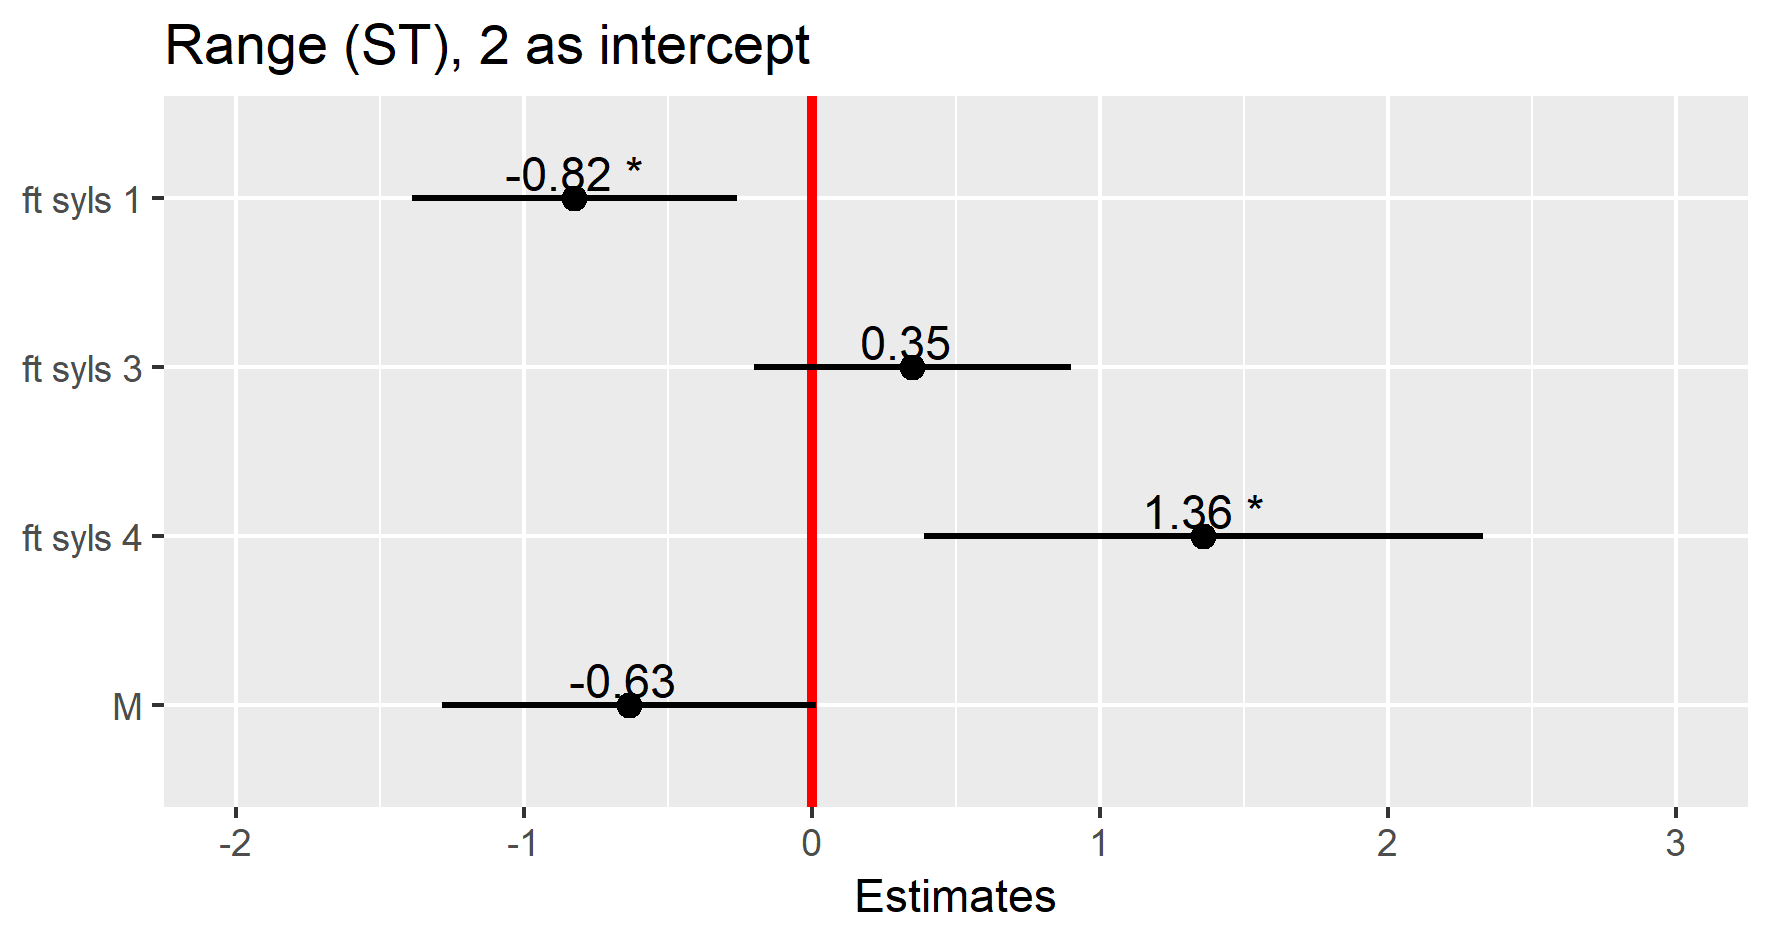 Range (ST), 2 as intercept
-0.82 *
ft syls 1
0.35
ft syls 3
1.36 *
ft syls 4
-0.63
M
-2 -1 0 1 2 3
Estimates